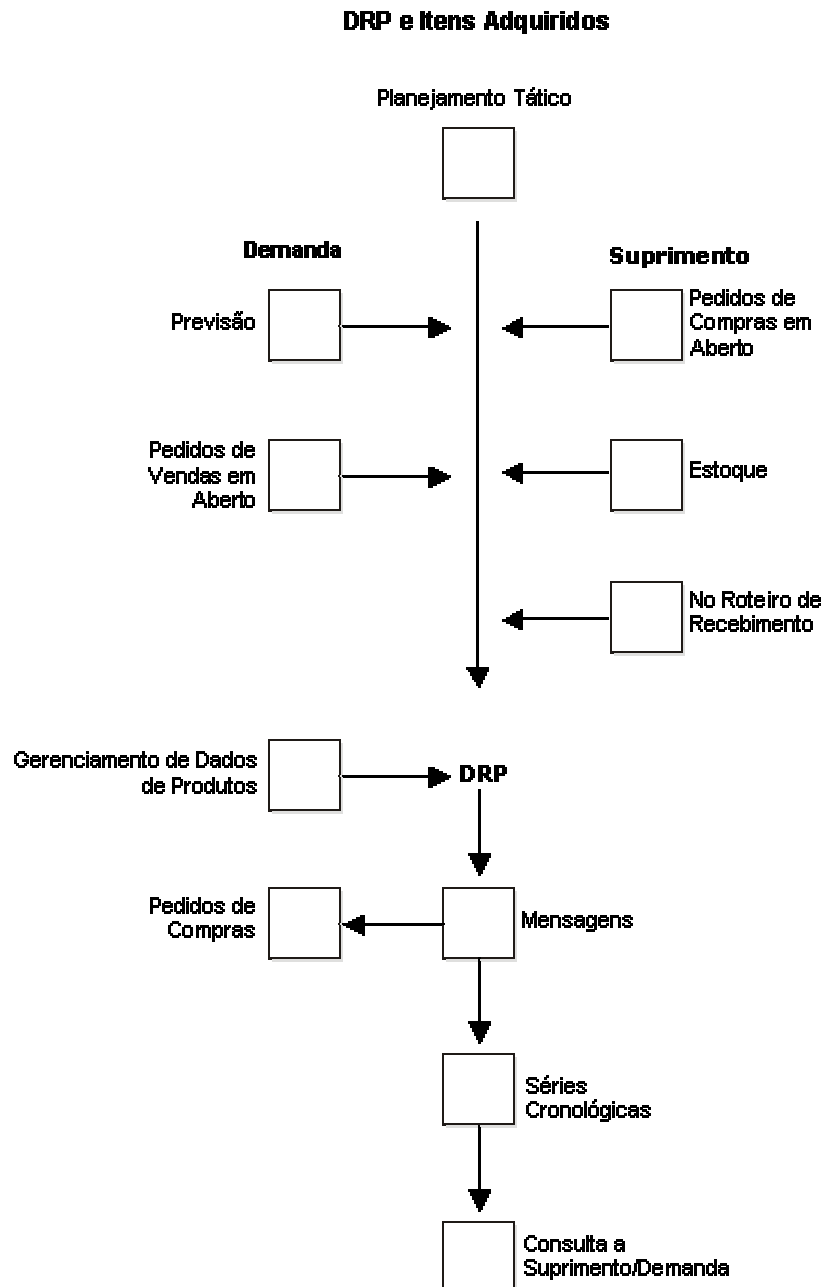 DRP e Itens Adquiridos
Planejamento Tático
Demanda
Suprimento
Previsão
Pedidos de
Compras em
Aberto
Pedidos de
Vendas em
Aberto
Estoque
No Roteiro de
Recebimento
Gerenciamento de Dados
de Produtos
DRP
Pedidos de
Compras
Mensagens
Séries
Cronológicas
Consulta a
Suprimento/Demanda